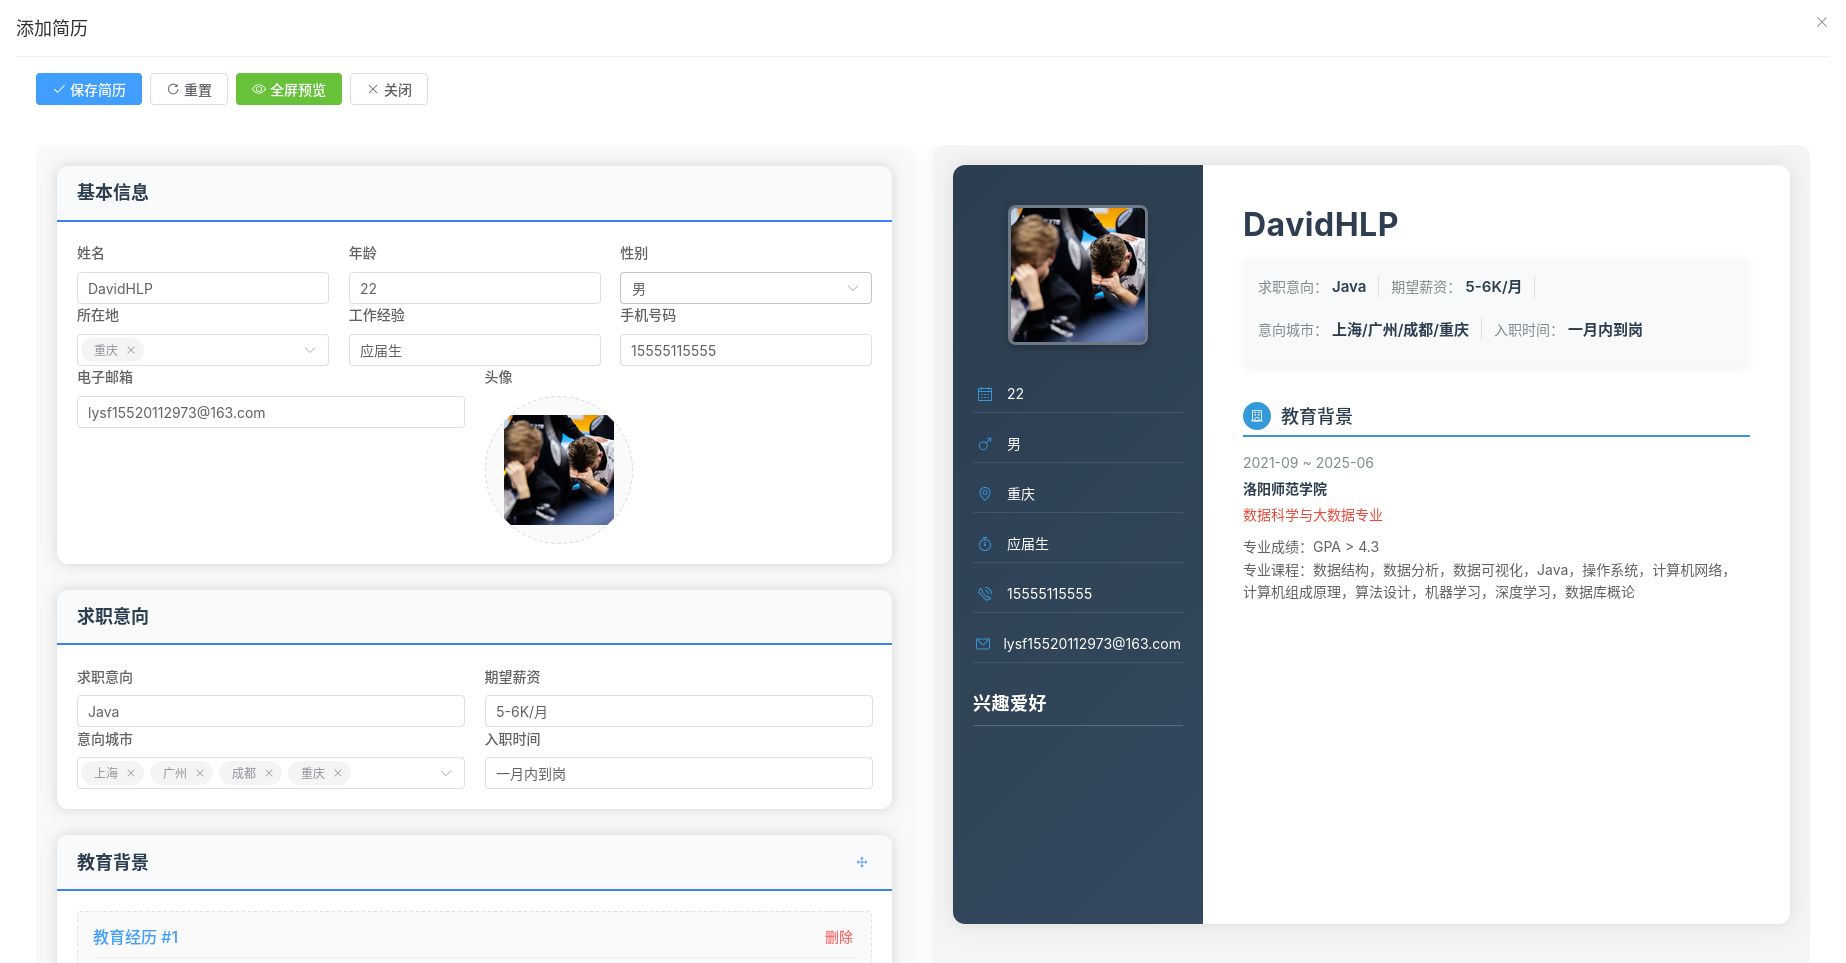 添加简历
保存简历 重置 全屏预览 关闭
基本信息
姓名 年龄 性别
DavidHLP 22 男
所在地 工作经验 手机号码
重庆 应届生 15555115555
电子邮箱 头像
lysf15520112973@163.com
求职意向
求职意向 期望薪资
Java 5-6K/月
意向城市 入职时间
上海 广州 成都 重庆 一月内到岗
教育背景
教育经历 #1 删除
22
男
重庆
应届生
15555115555
lysf15520112973@163.com
兴趣爱好
DavidHLP
求职意向： Java 期望薪资： 5-6K/月
意向城市： 上海/广州/成都/重庆 入职时间： 一月内到岗
教育背景
2021-09 ~ 2025-06
洛阳师范学院
数据科学与大数据专业
专业成绩：GPA > 4.3
专业课程：数据结构，数据分析，数据可视化，Java，操作系统，计算机网络，
计算机组成原理，算法设计，机器学习，深度学习，数据库概论